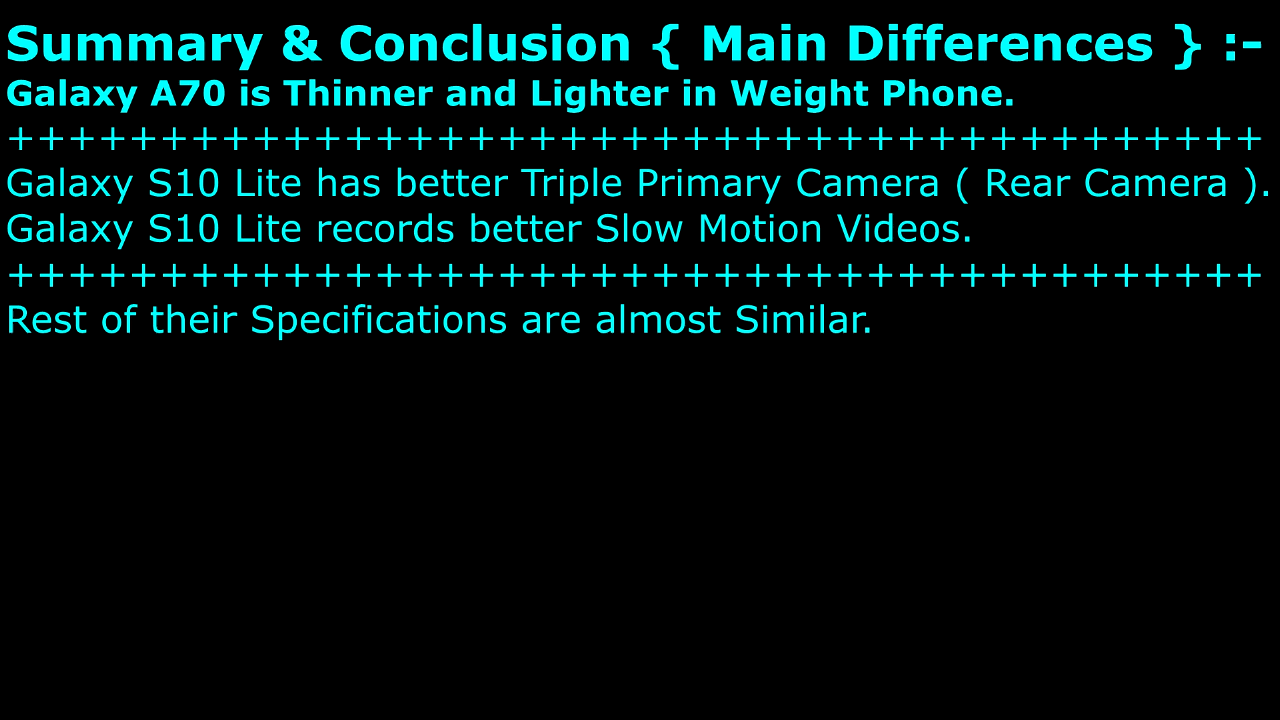 Summary & Conclusion { Main Differences } :-
Galaxy A70 is Thinner and Lighter in Weight Phone.
+++++++++++++++++++++++++++++++++++++++++
Galaxy S10 Lite has better Triple Primary Camera ( Rear Camera ).
Galaxy S10 Lite records better Slow Motion Videos.
+++++++++++++++++++++++++++++++++++++++++
Rest of their Specifications are almost Similar.